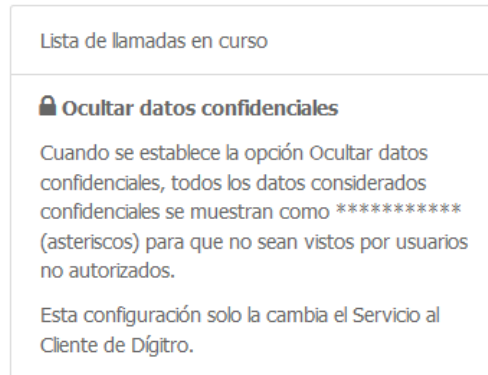 Lista de llamadas en curso
Ocultar datos confidenciales
Cuando se establece la opción Ocultar datos
confidenciales, todos los datos considerados
confidenciales se muestran como ***********
(asteriscos) para que no sean vistos por usuarios
no autorizados.
Esta configuración solo la cambia el Servicio al
Cliente de Dígitro.